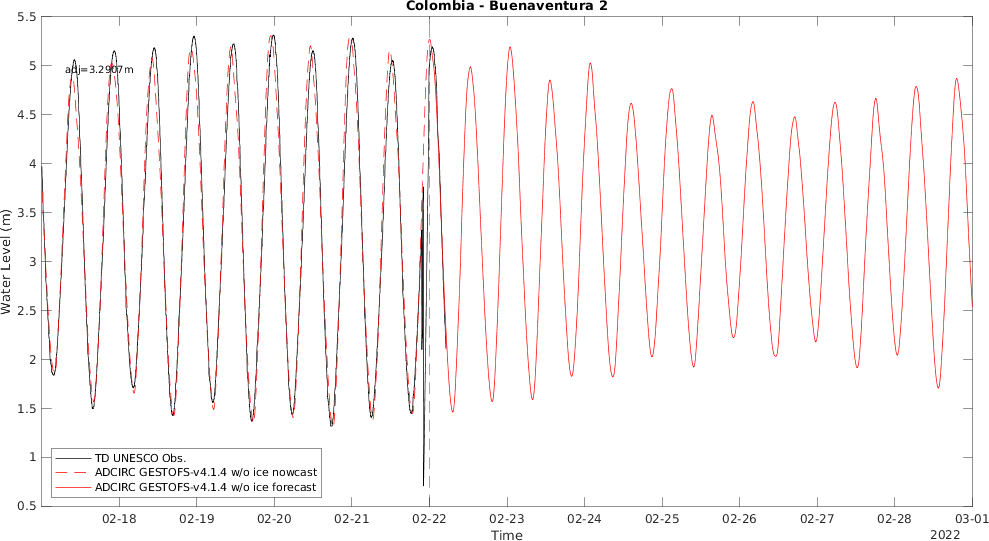 Colombia - Buenaventura 2
5.5
5
4.5
4
3.5
3
2.5
2
1.5
1
0.5
Water Level (m)
adj=3.2907m
TD UNESCO Obs.
ADCIRC GESTOFS-v4.1.4 w/o ice nowcast
ADCIRC GESTOFS-v4.1.4 w/o ice forecast
02-18 02-19 02-20 02-21 02-22 02-23 02-24 02-25 02-26 02-27 02-28 03-01
Time
2022